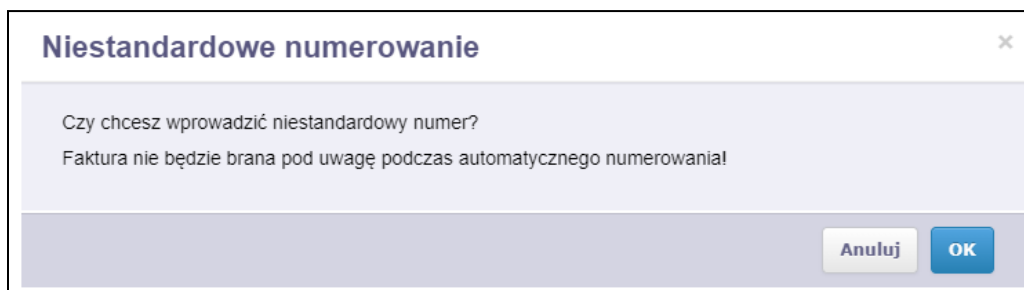 Niestandardowe numerowanie
×
Czy chcesz wprowadzić niestandardowy numer?
Faktura nie będzie brana pod uwagę podczas automatycznego numerowania!
Anuluj
OK